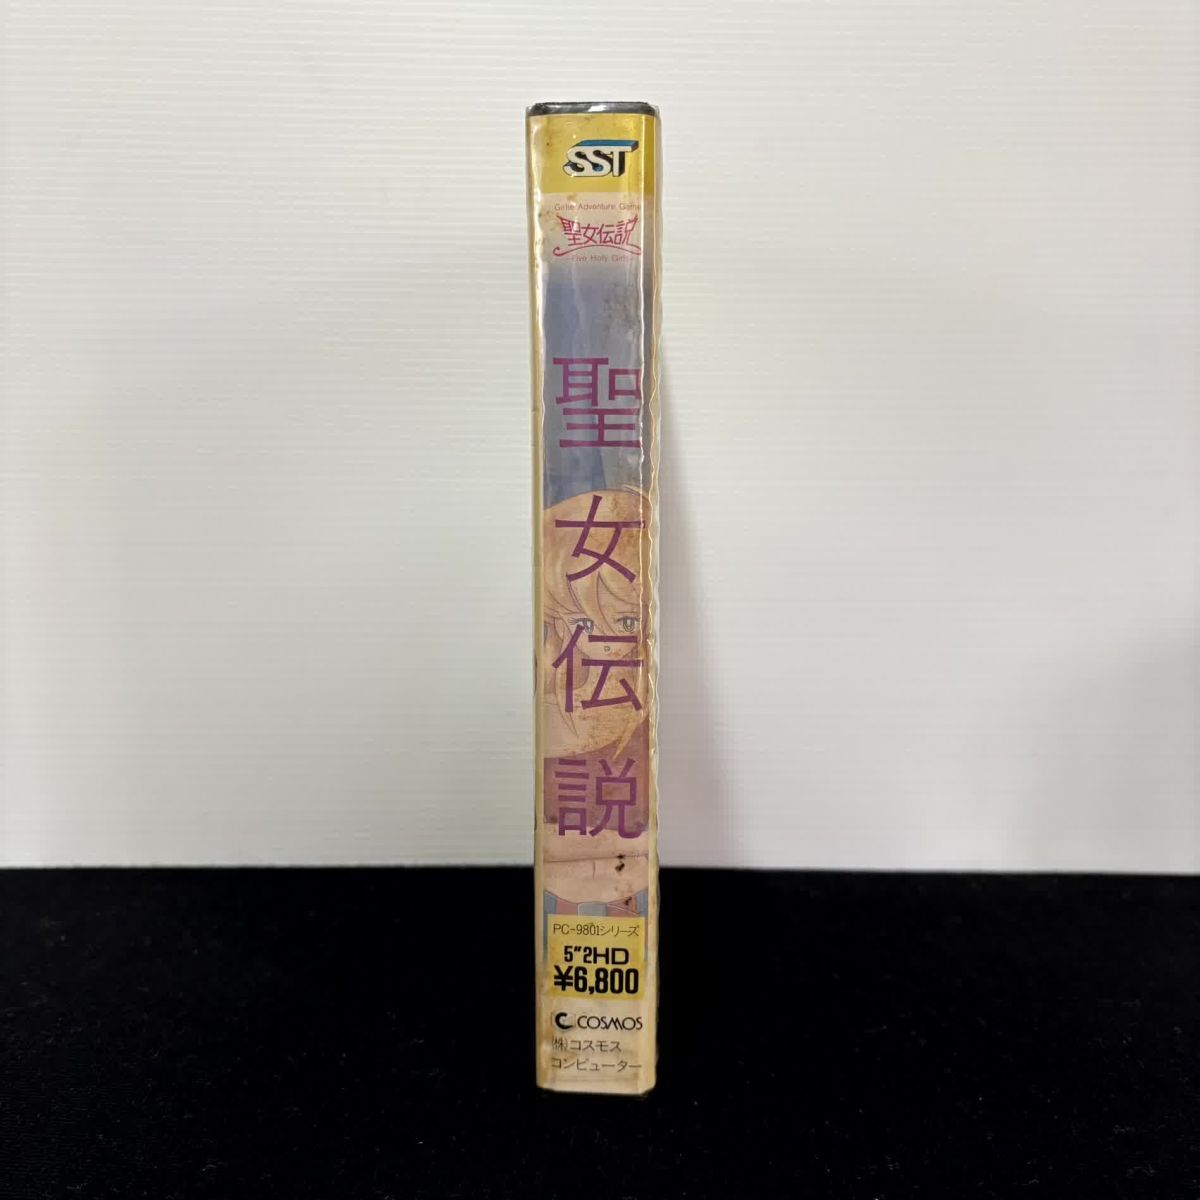 SST
Girls Adventure Game
聖女伝説
-Five Holy Girls-
聖女伝説
PC-9801シリーズ
5"2HD
¥6,800
COSMOS
(株)コスモス
コンピューター